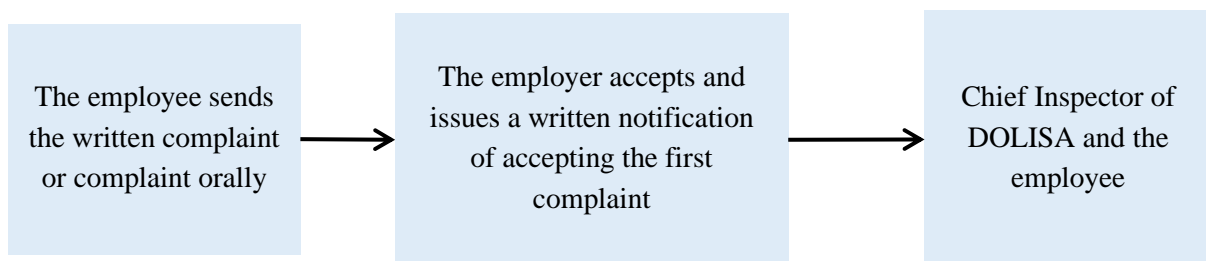 The employee sends
the written complaint
or complaint orally
The employer accepts and
issues a written notification
of accepting the first
complaint
Chief Inspector of
DOLISA and the
employee